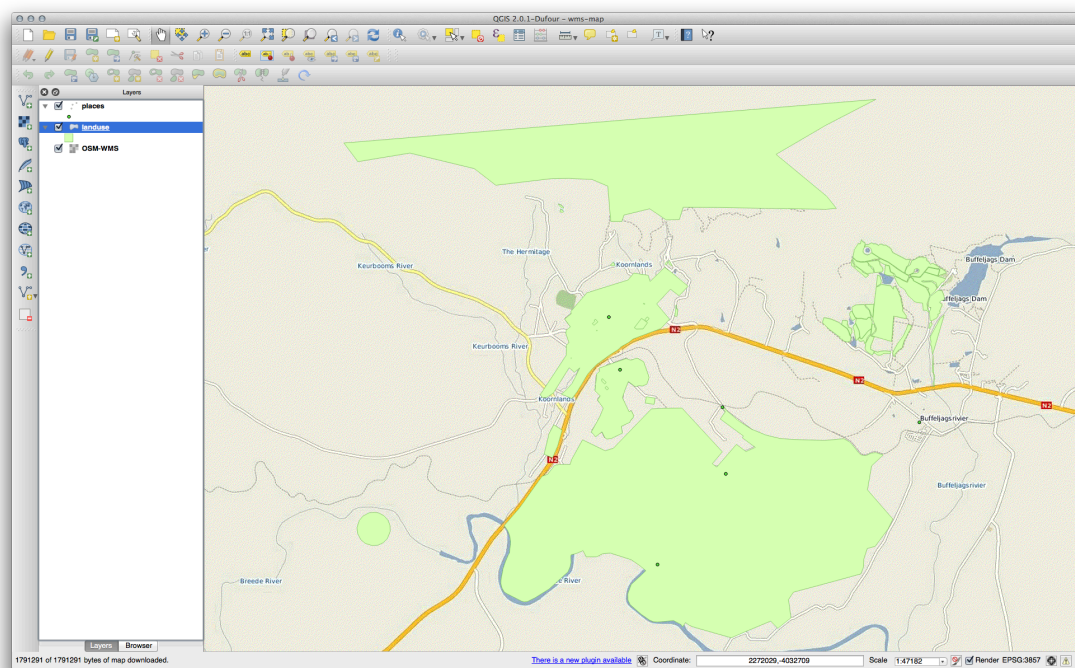 QGIS 2.0.1-Dufour - wms-map
Layers
places
landuse
OSM-WMS
The Hermitage
Keurbooms River
Koornlands
Buffeljags Dam
uffeljags Dam
N2
Keurbooms River
N2
Koornlands
N2
Buffeljagsrivier
N2
Buffeljagsrivier
Breede River
e River
Layers Browser
1791291 of 1791291 bytes of map downloaded.
There is a new plugin available
Coordinate: 2272029,-4032709
Scale 1:47182
Render EPSG:3857